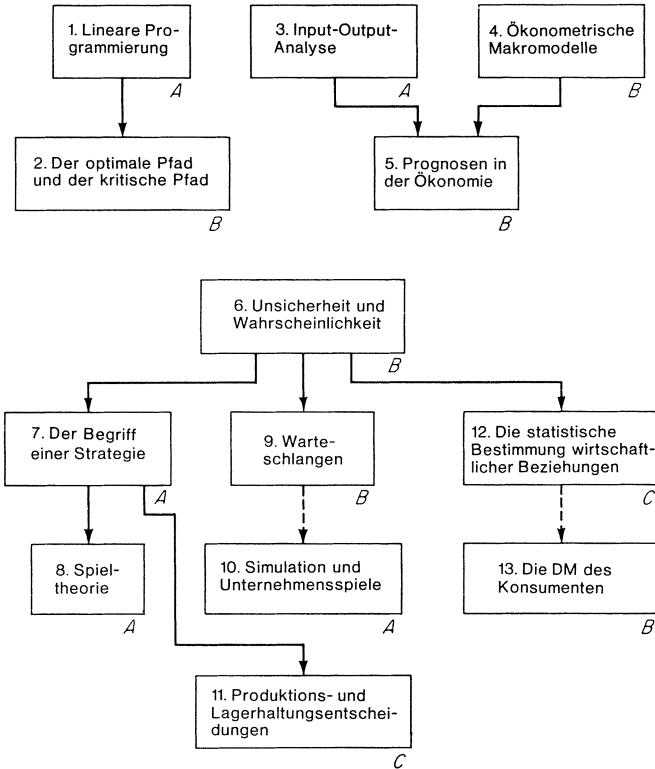 1. Lineare Pro-
grammierung
A
3. Input-Output-
Analyse
A
4. Ökonometrische
Makromodelle
B
2. Der optimale Pfad
und der kritische Pfad
B
5. Prognosen in
der Ökonomie
B
6. Unsicherheit und
Wahrscheinlichkeit
B
7. Der Begriff
einer Strategie
A
9. Warte-
schlangen
B
12. Die statistische
Bestimmung wirtschaft-
licher Beziehungen
C
8. Spiel-
theorie
A
10. Simulation und
Unternehmensspiele
A
13. Die DM des
Konsumenten
B
11. Produktions- und
Lagerhaltungsentschei-
dungen
C